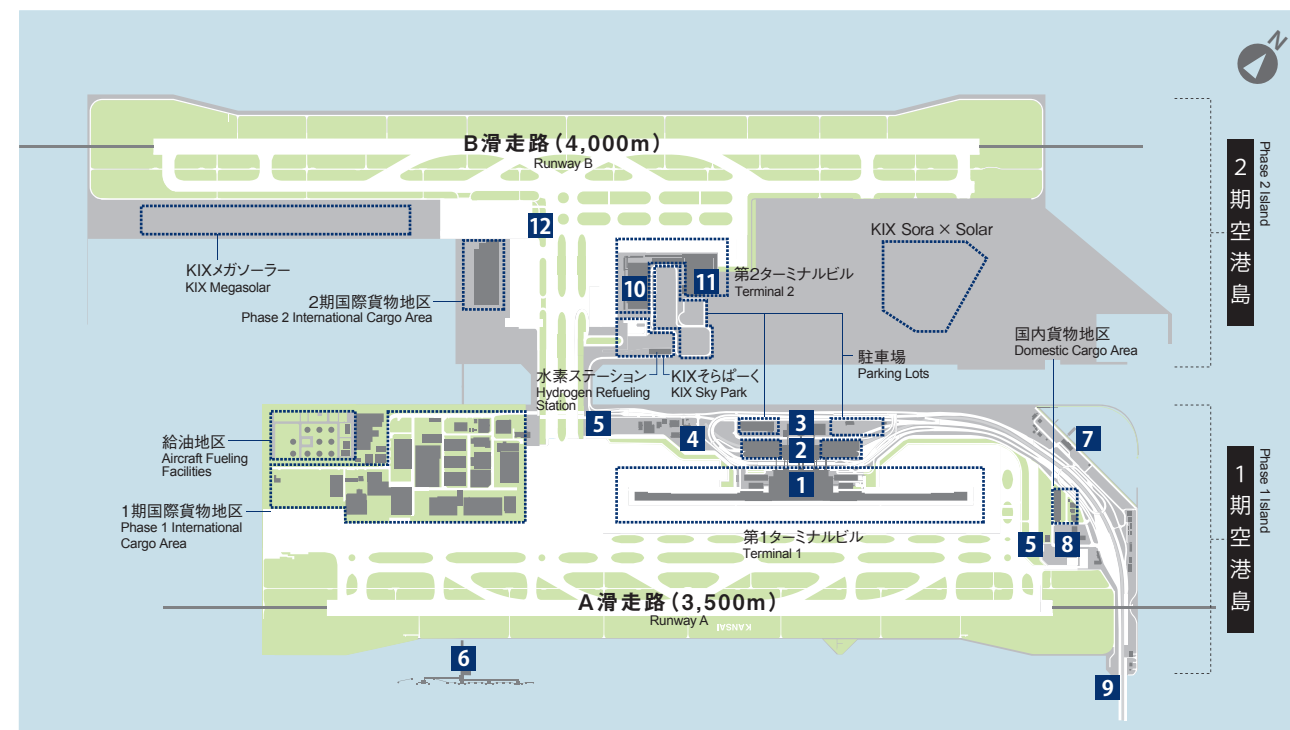 N
B滑走路（4,000m）
Runway B
2期空港島
Phase 2 Island
12
KIX Sora × Solar
KIXメガソーラー
KIX Megasolar
2期国際貨物地区
Phase 2 International Cargo Area
10
11
第2ターミナルビル
Terminal 2
国内貨物地区
Domestic Cargo Area
水素ステーション
Hydrogen Refueling
Station
KIXそらぱーく
KIX Sky Park
駐車場
Parking Lots
給油地区
Aircraft Fueling
Facilities
5
4
3
2
1
7
1期空港島
Phase 1 Island
1期国際貨物地区
Phase 1 International
Cargo Area
第1ターミナルビル
Terminal 1
5
8
A滑走路（3,500m）
Runway A
KANSAI
6
9